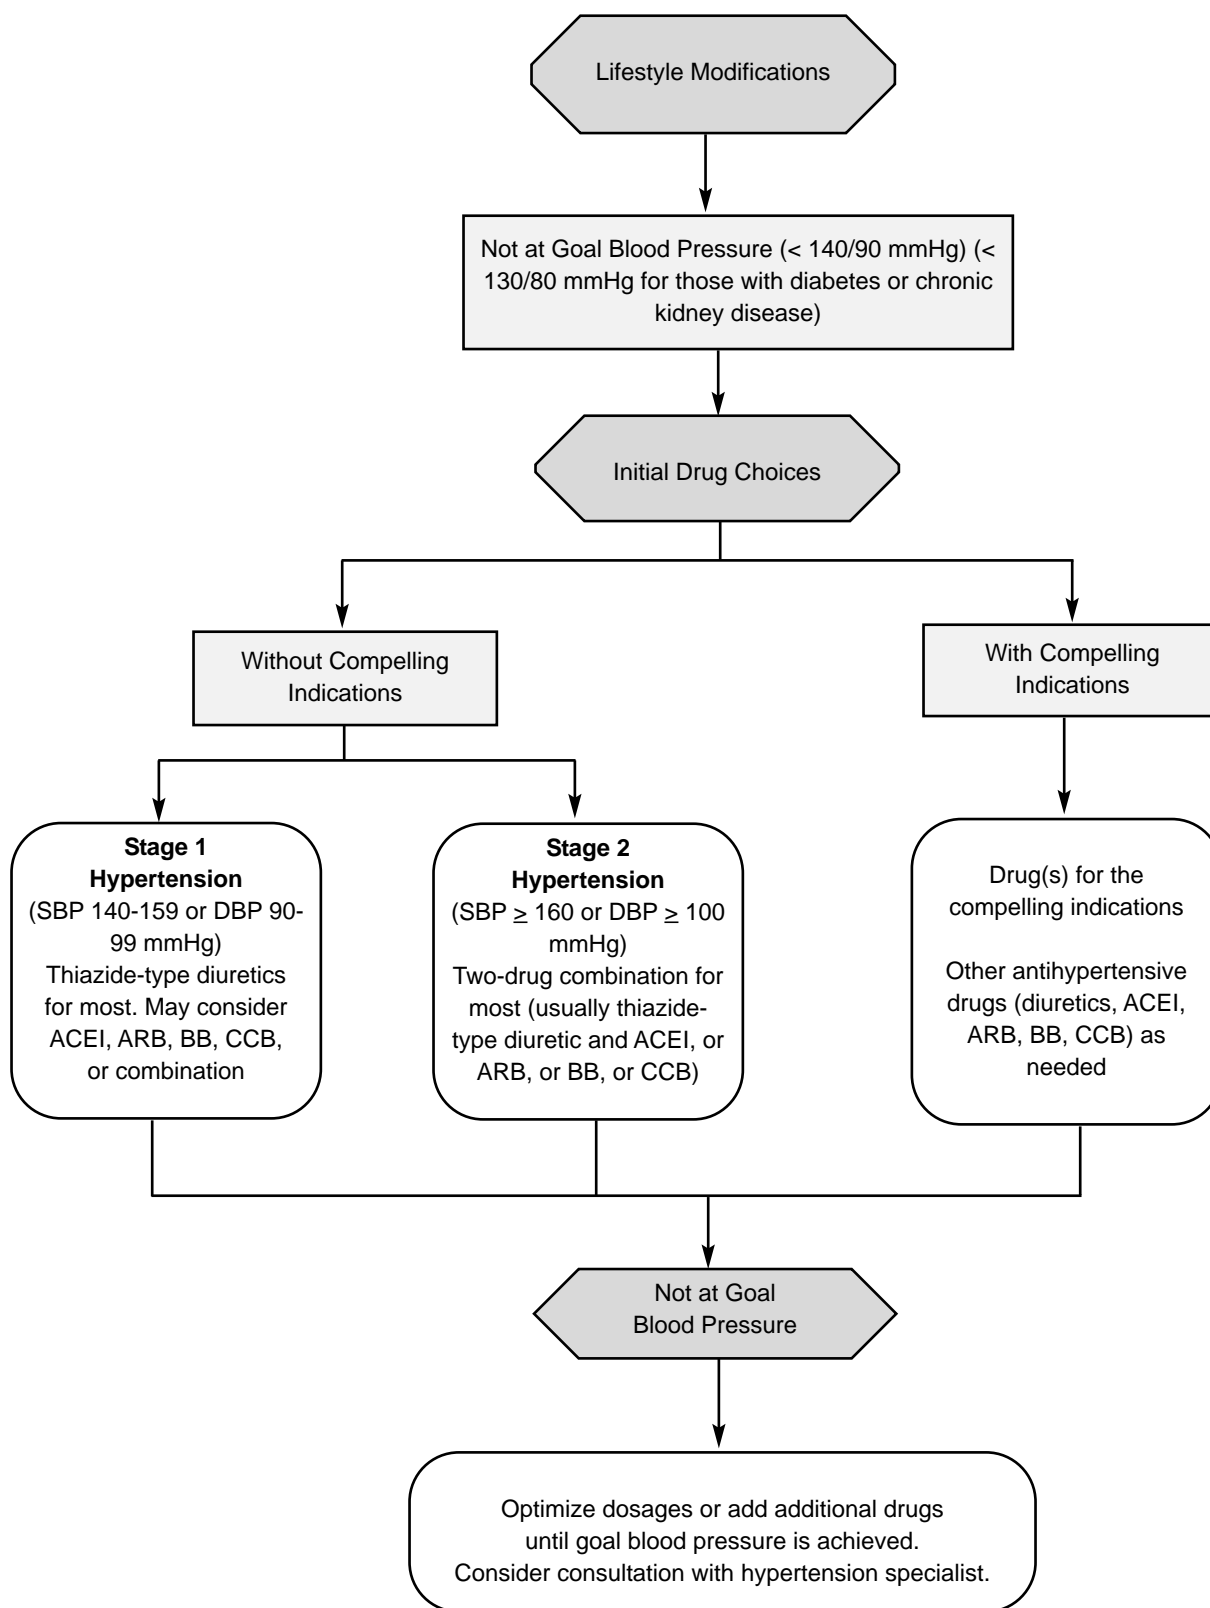 Lifestyle Modifications
Not at Goal Blood Pressure (< 140/90 mmHg) (<
130/80 mmHg for those with diabetes or chronic
kidney disease)
Initial Drug Choices
Without Compelling
Indications
With Compelling
Indications
Stage 1
Hypertension
(SBP 140-159 or DBP 90-
99 mmHg)
Thiazide-type diuretics
for most. May consider
ACEI, ARB, BB, CCB,
or combination
Stage 2
Hypertension
(SBP ≥ 160 or DBP ≥ 100
mmHg)
Two-drug combination for
most (usually thiazide-
type diuretic and ACEI, or
ARB, or BB, or CCB)
Drug(s) for the
compelling indications
Other antihypertensive
drugs (diuretics, ACEI,
ARB, BB, CCB) as
needed
Not at Goal
Blood Pressure
Optimize dosages or add additional drugs
until goal blood pressure is achieved.
Consider consultation with hypertension specialist.